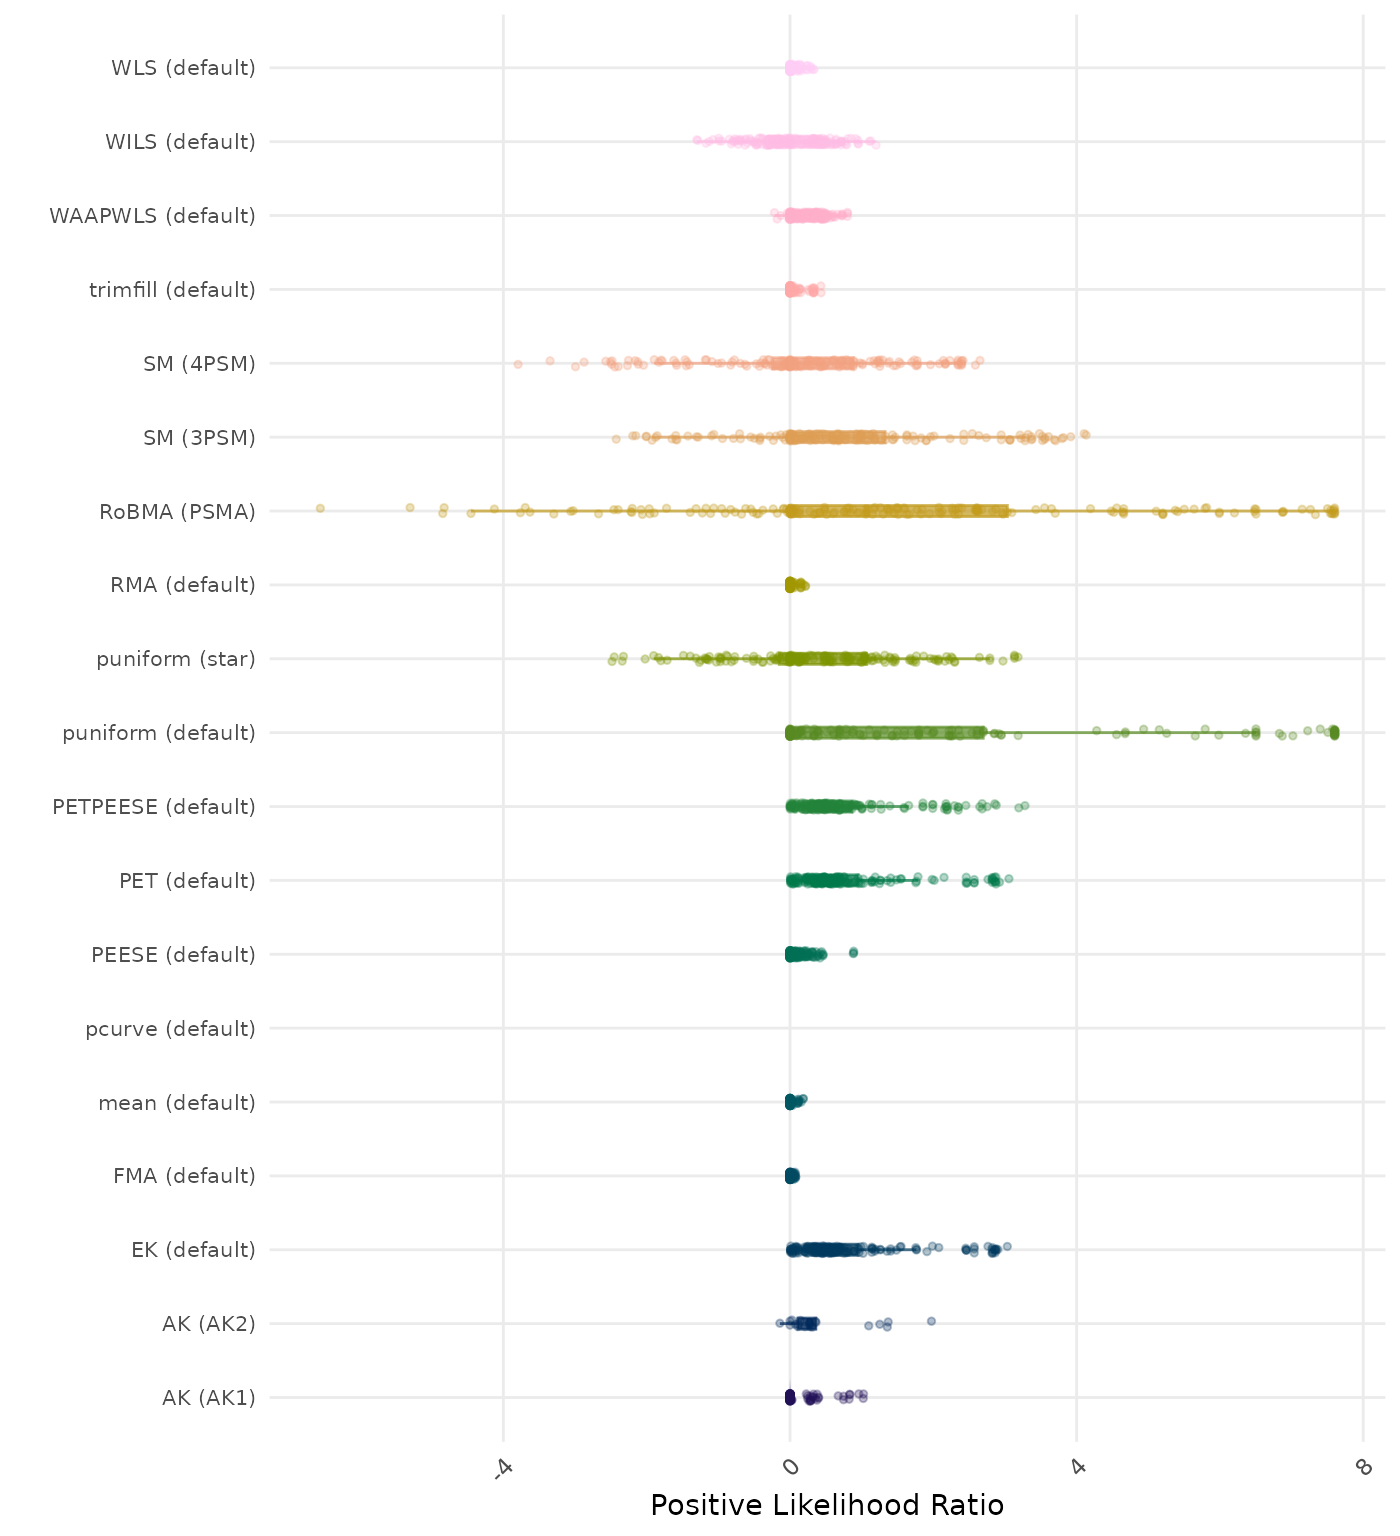 WLS (default)
WILS (default)
WAAPWLS (default)
trimfill (default)
SM (4PSM)
SM (3PSM)
RoBMA (PSMA)
RMA (default)
puniform (star)
puniform (default)
PETPEESE (default)
PET (default)
PEESE (default)
pcurve (default)
mean (default)
FMA (default)
EK (default)
AK (AK2)
AK (AK1)
-4 0 4 8
Positive Likelihood Ratio